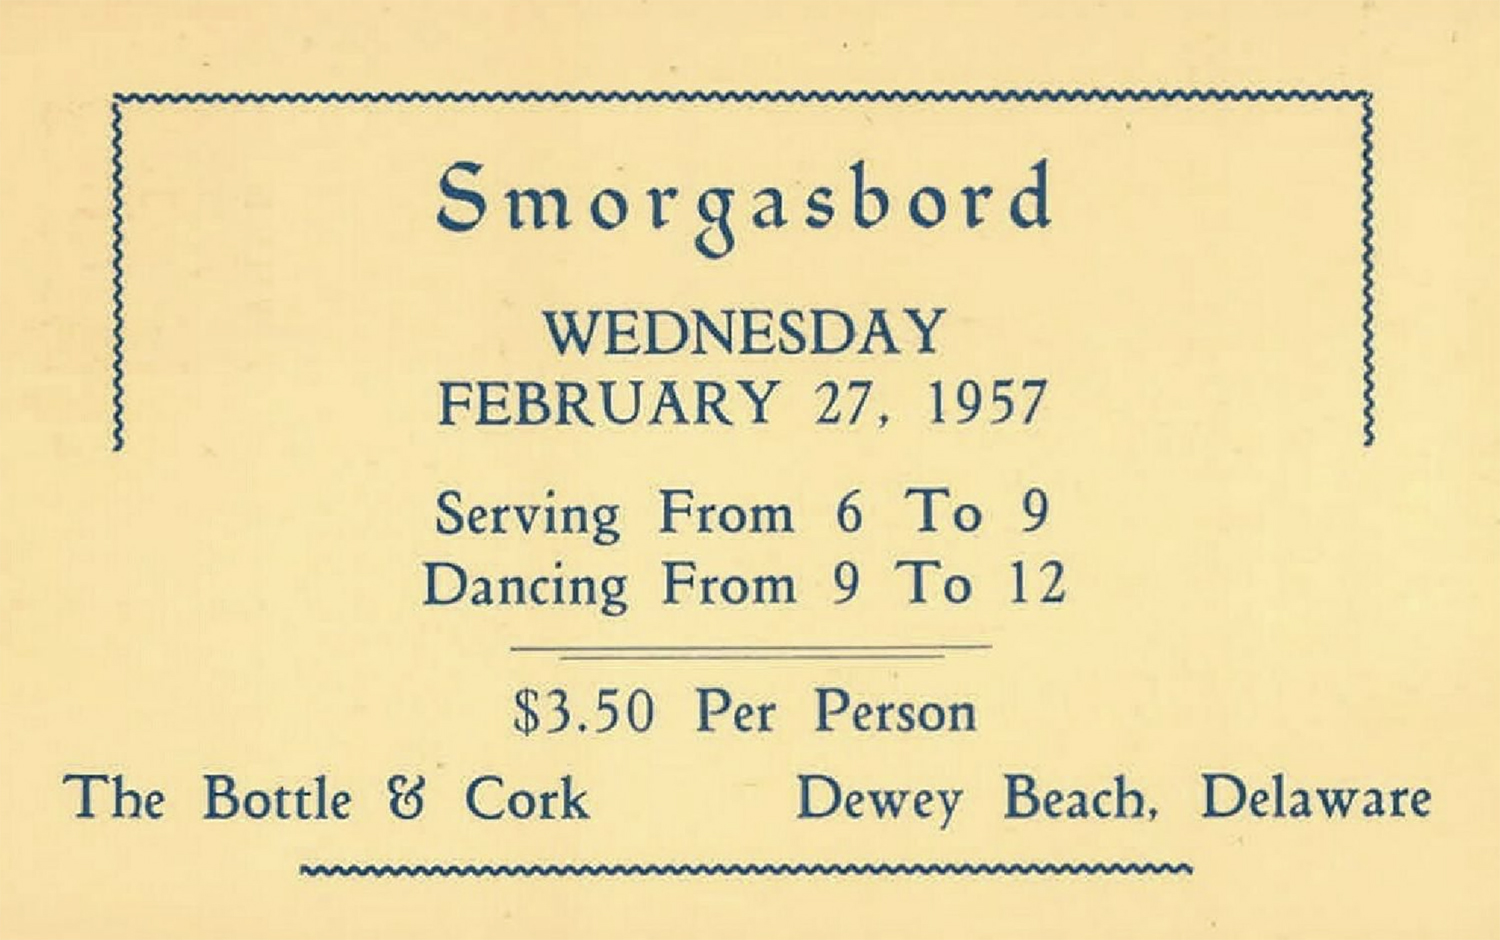 Smorgasbord
WEDNESDAY
FEBRUARY 27, 1957
Serving From 6 To 9
Dancing From 9 To 12
$3.50 Per Person
The Bottle & Cork Dewey Beach, Delaware